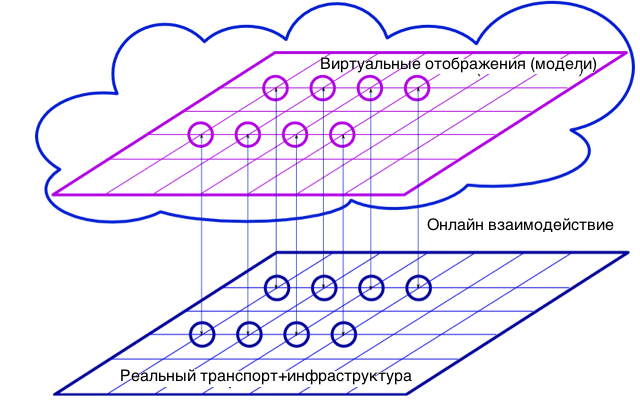 Виртуальные отображения (модели)
Онлайн взаимодействие
Реальный транспорт+инфраструктура